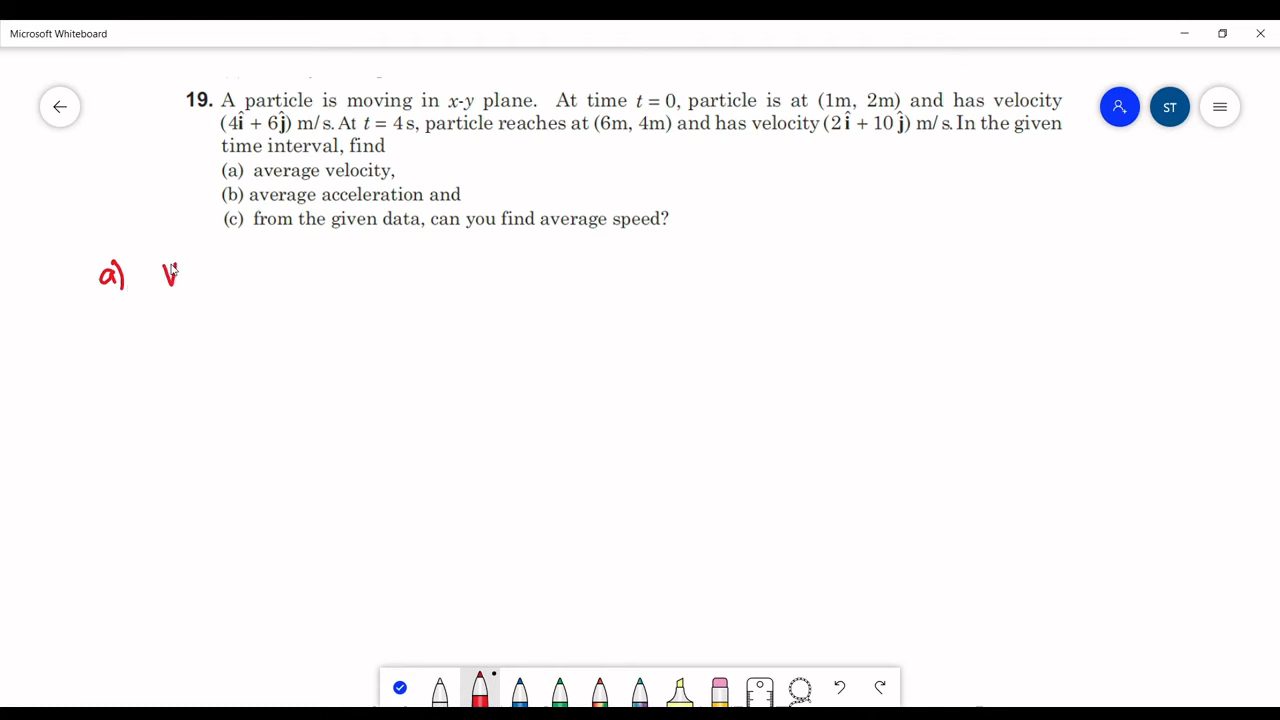 Microsoft Whiteboard
19. A particle is moving in x-y plane. At time t = 0, particle is at (1m, 2m) and has velocity
(4î + 6ĵ) m/s. At t = 4 s, particle reaches at (6m, 4m) and has velocity (2î + 10ĵ) m/s. In the given
time interval, find
(a) average velocity,
(b) average acceleration and
(c) from the given data, can you find average speed?
ST
a) V